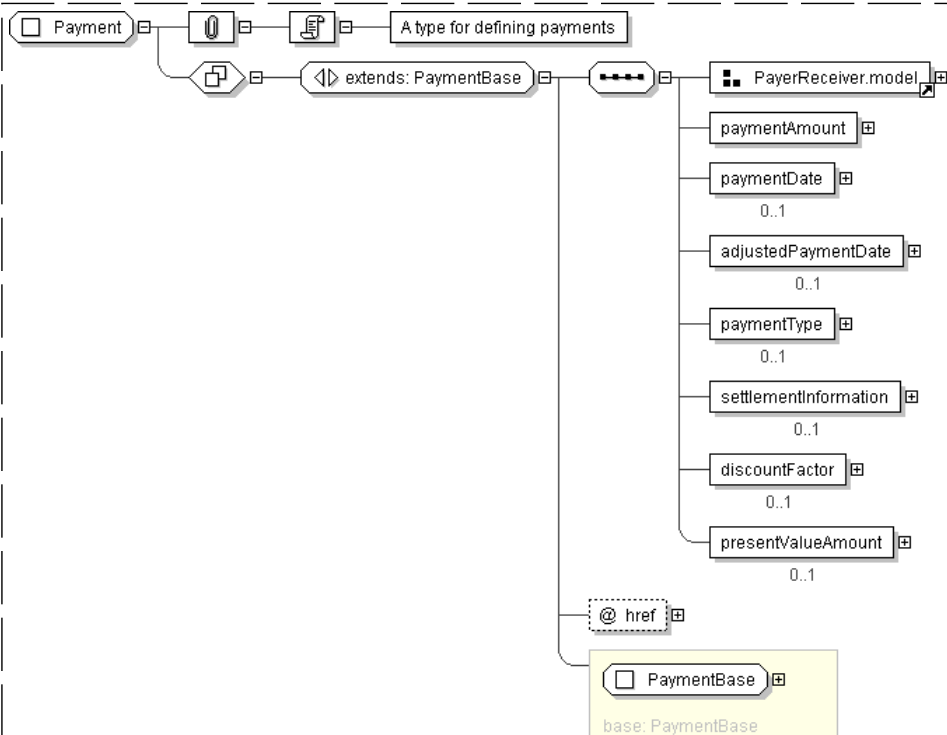 Payment
A type for defining payments
extends: PaymentBase
PayerReceiver.model
paymentAmount
paymentDate
0..1
adjustedPaymentDate
0..1
paymentType
0..1
settlementInformation
0..1
discountFactor
0..1
presentValueAmount
0..1
@ href
PaymentBase
base: PaymentBase